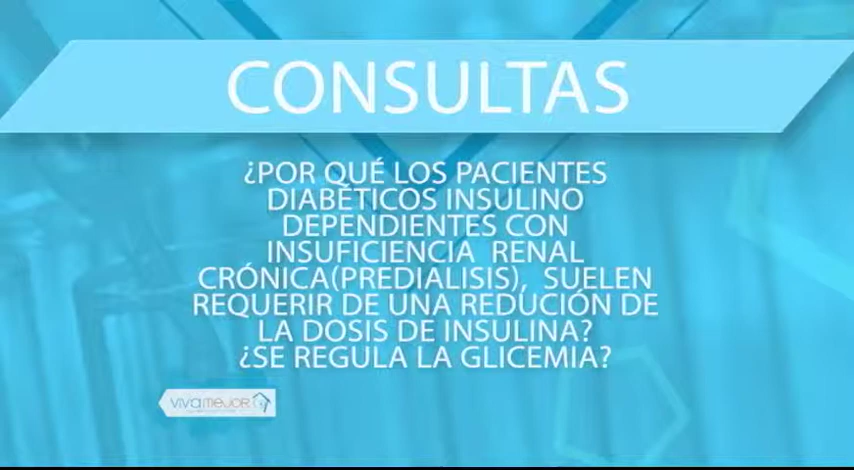 CONSULTAS
¿POR QUÉ LOS PACIENTES
DIABÉTICOS INSULINO
DEPENDIENTES CON
INSUFICIENCIA RENAL
CRÓNICA(PREDIALISIS), SUELEN
REQUERIR DE UNA REDUCIÓN DE
LA DOSIS DE INSULINA?
¿SE REGULA LA GLICEMIA?
vivameJOR